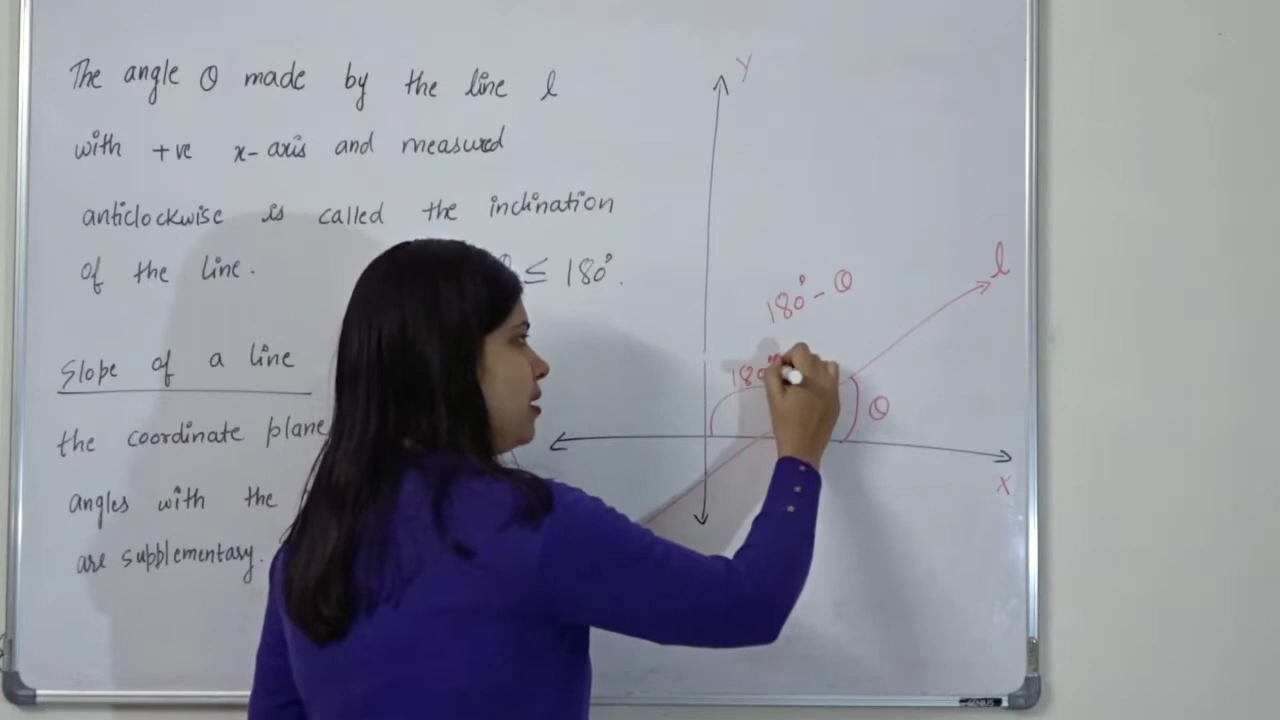 The angle θ made by the line l
with +ve x-axis and measured
anticlockwise is called the inclination
of the line. ≤ 180°.
Slope of a line
the coordinate plane
angles with the
are supplementary.
Y
l
180° - θ
180°
θ
X